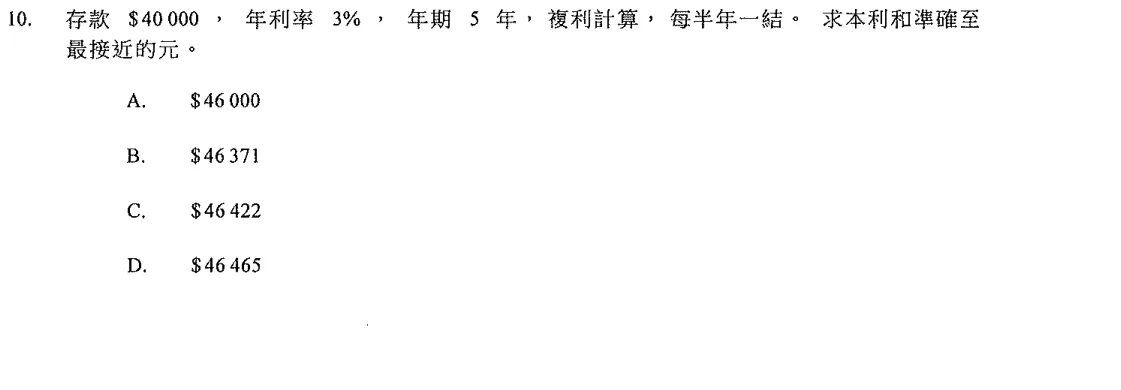 10. 存款 $40 000 ， 年利率 3% ， 年期 5 年， 複利計算， 每半年一結。 求本利和準確至
最接近的元。
A. $46 000
B. $46 371
C. $46 422
D. $46 465